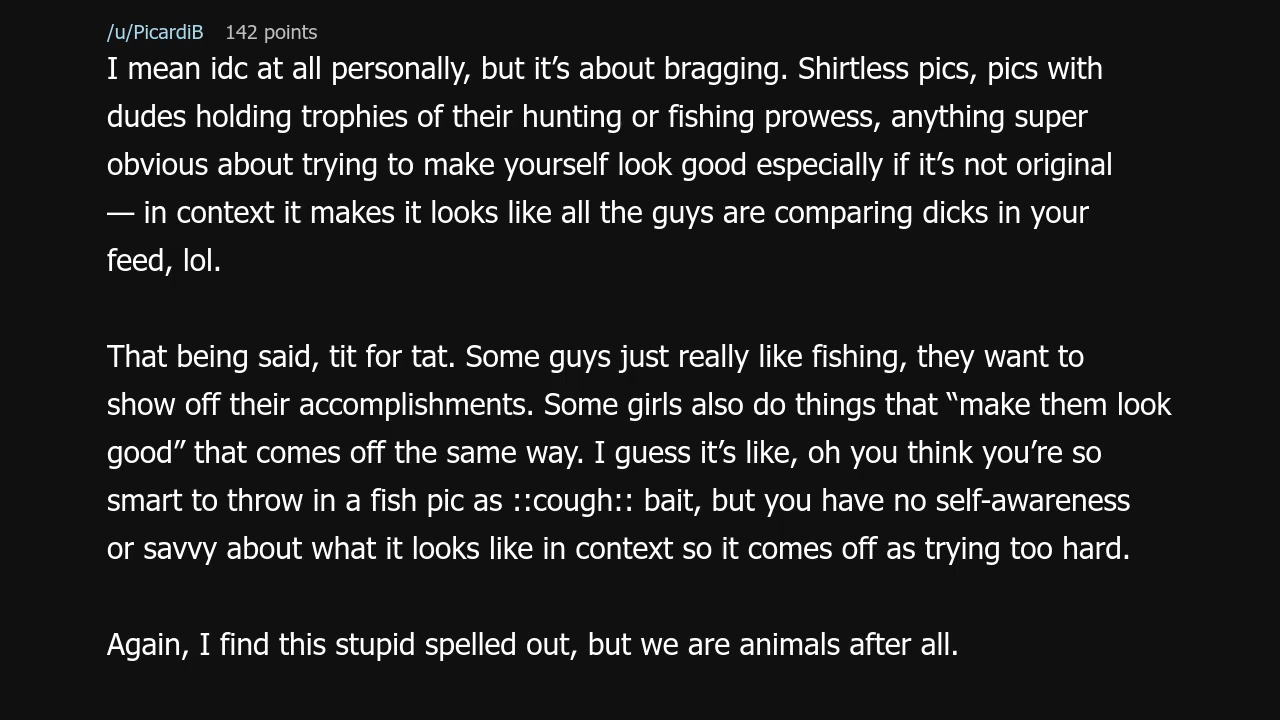 /u/PicardiB 142 points
I mean idc at all personally, but it’s about bragging. Shirtless pics, pics with
dudes holding trophies of their hunting or fishing prowess, anything super
obvious about trying to make yourself look good especially if it’s not original
— in context it makes it looks like all the guys are comparing dicks in your
feed, lol.
That being said, tit for tat. Some guys just really like fishing, they want to
show off their accomplishments. Some girls also do things that “make them look
good” that comes off the same way. I guess it’s like, oh you think you’re so
smart to throw in a fish pic as ::cough:: bait, but you have no self-awareness
or savvy about what it looks like in context so it comes off as trying too hard.
Again, I find this stupid spelled out, but we are animals after all.